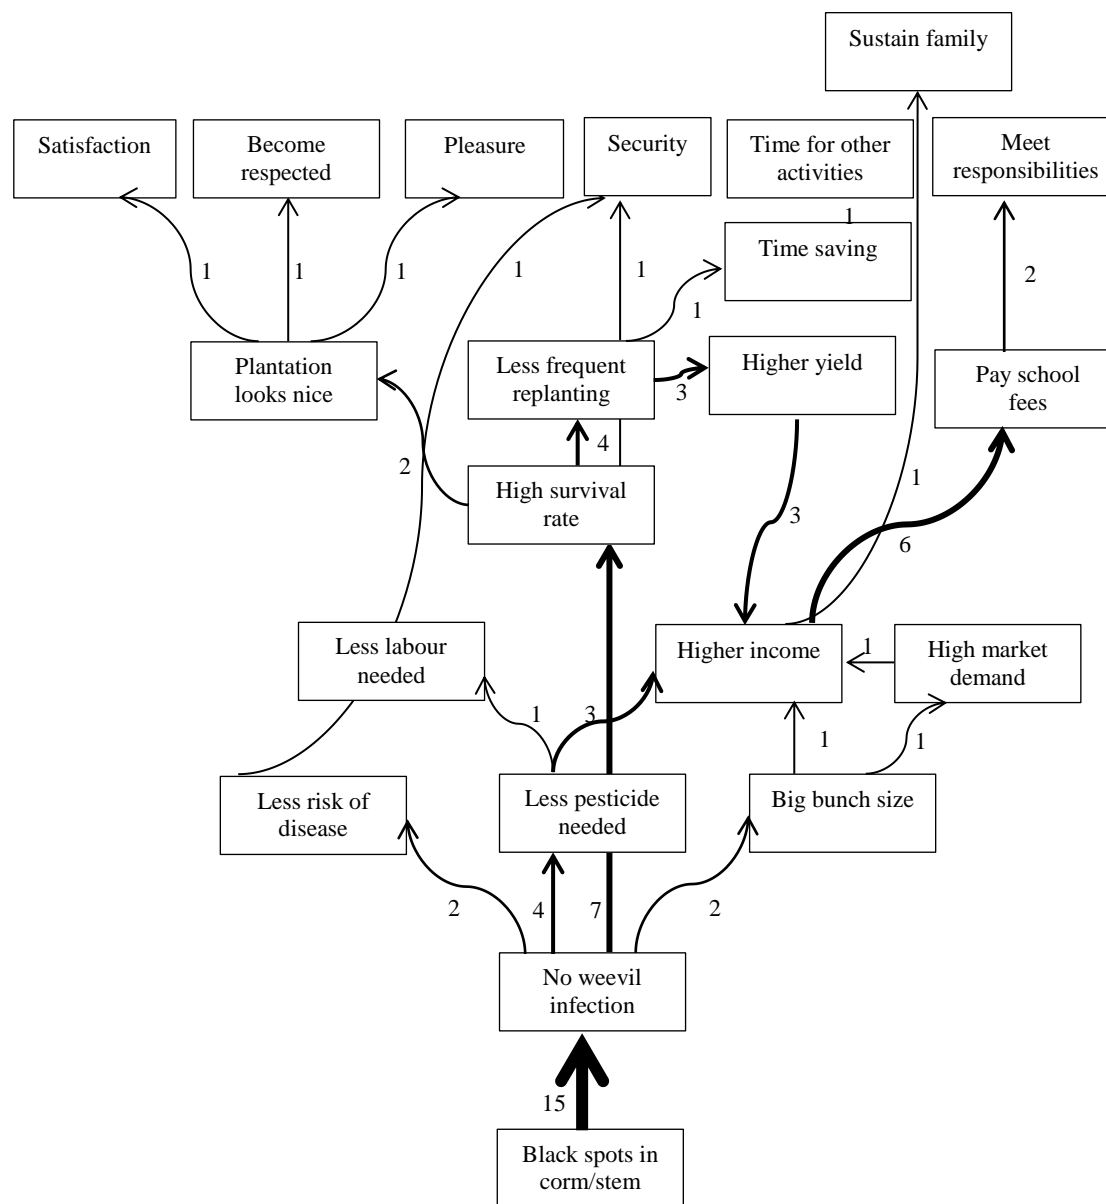 Sustain family
Satisfaction
Become
respected
Pleasure
Security
Time for other
activities
Meet
responsibilities
1
Time saving
1
1
1
1
1
1
2
Plantation
looks nice
Less frequent
replanting
3
Higher yield
Pay school
fees
2
4
High survival
rate
1
3
6
Less labour
needed
Higher income
1
High market
demand
1
3
1
1
Less risk of
disease
Less pesticide
needed
Big bunch size
2
4
7
2
No weevil
infection
15
Black spots in
corm/stem